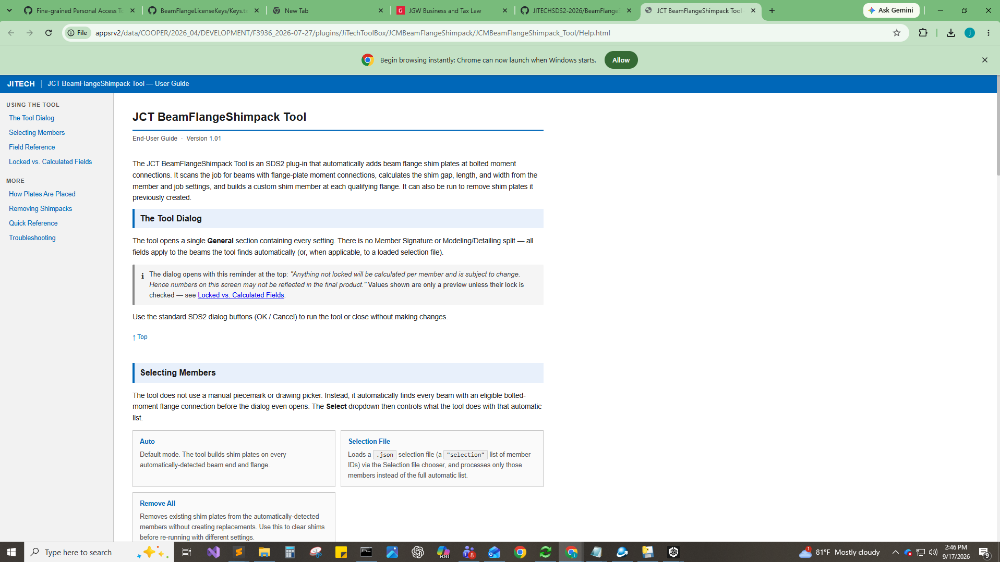 Fine-grained Personal Access To
BeamFlangeLicenseKeys/Keys.tx
New Tab
JGW Business and Tax Law
JITECHSDS2-2026/BeamFlangeS
JCT BeamFlangeShimpack Tool
Ask Gemini
File
appsrv2/data/COOPER/2026_04/DEVELOPMENT/F3936_2026-07-27/plugins/JiTechToolBox/JCMBeamFlangeShimpack/JCMBeamFlangeShimpack_Tool/Help.html
j
Begin browsing instantly: Chrome can now launch when Windows starts.
Allow
JITECH | JCT BeamFlangeShimpack Tool — User Guide
USING THE TOOL
The Tool Dialog
Selecting Members
Field Reference
Locked vs. Calculated Fields
MORE
How Plates Are Placed
Removing Shimpacks
Quick Reference
Troubleshooting
JCT BeamFlangeShimpack Tool
End-User Guide · Version 1.01
The JCT BeamFlangeShimpack Tool is an SDS2 plug-in that automatically adds beam flange shim plates at bolted moment
connections. It scans the job for beams with flange-plate moment connections, calculates the shim gap, length, and width from the
member and job settings, and builds a custom shim member at each qualifying flange. It can also be run to remove shim plates it
previously created.
The Tool Dialog
The tool opens a single General section containing every setting. There is no Member Signature or Modeling/Detailing split — all
fields apply to the beams the tool finds automatically (or, when applicable, to a loaded selection file).
The dialog opens with this reminder at the top: "Anything not locked will be calculated per member and is subject to change.
Hence numbers on this screen may not be reflected in the final product." Values shown are only a preview unless their lock is
checked — see Locked vs. Calculated Fields.
Use the standard SDS2 dialog buttons (OK / Cancel) to run the tool or close without making changes.
↑ Top
Selecting Members
The tool does not use a manual piecemark or drawing picker. Instead, it automatically finds every beam with an eligible bolted-
moment flange connection before the dialog even opens. The Select dropdown then controls what the tool does with that automatic
list.
Auto
Default mode. The tool builds shim plates on every
automatically-detected beam end and flange.
Selection File
Loads a .json selection file (a "selection" list of member
IDs) via the Selection file chooser, and processes only those
members instead of the full automatic list.
Remove All
Removes existing shim plates from the automatically-detected
members without creating replacements. Use this to clear shims
before re-running with different settings.
Type here to search
M365
8
1
81°F Mostly cloudy
2:46 PM
9/17/2026
9